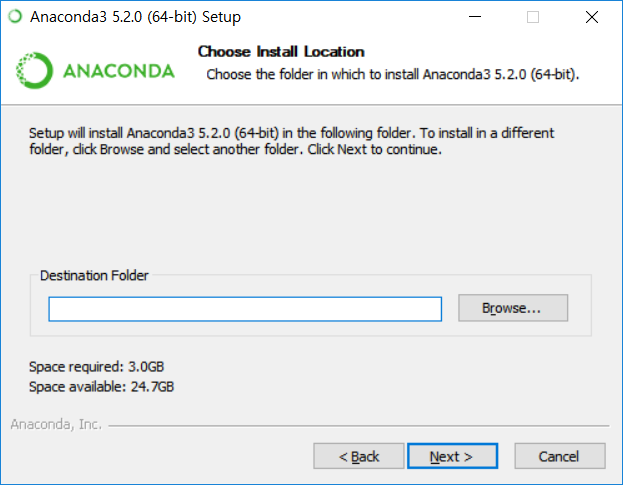 Anaconda3 5.2.0 (64-bit) Setup
Choose Install Location
ANACONDA
Choose the folder in which to install Anaconda3 5.2.0 (64-bit).
Setup will install Anaconda3 5.2.0 (64-bit) in the following folder. To install in a different
folder, click Browse and select another folder. Click Next to continue.
Destination Folder
Browse...
Space required: 3.0GB
Space available: 24.7GB
Anaconda, Inc.
< Back
Next >
Cancel